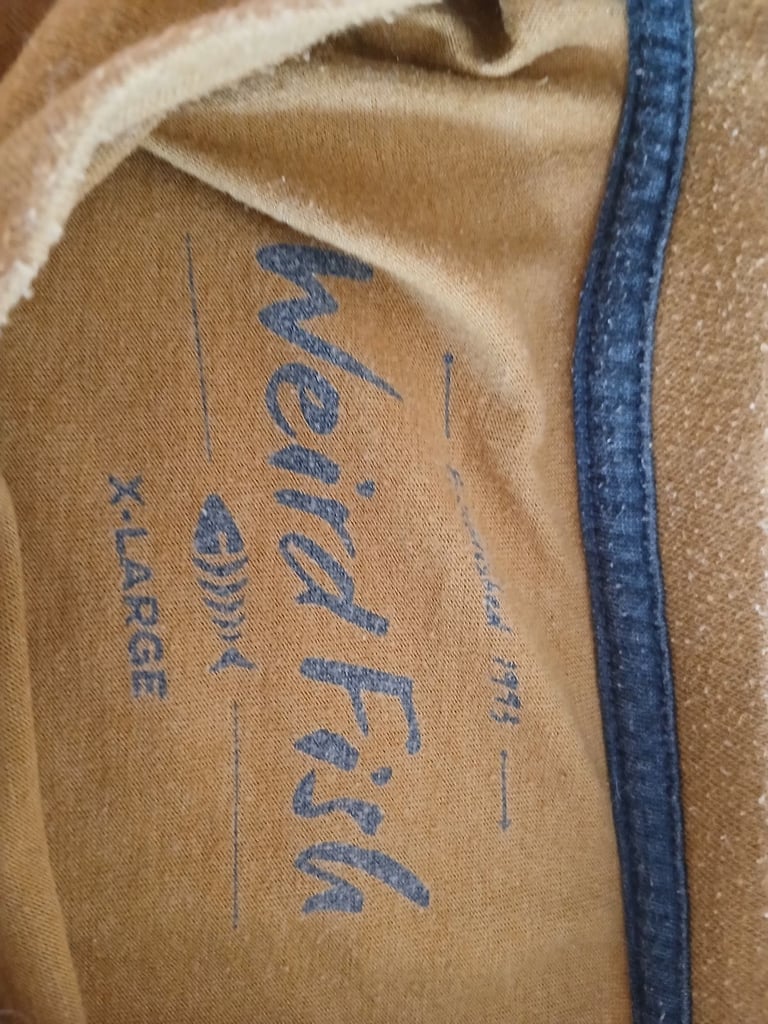 Established 1993
Weird Fish
X-LARGE